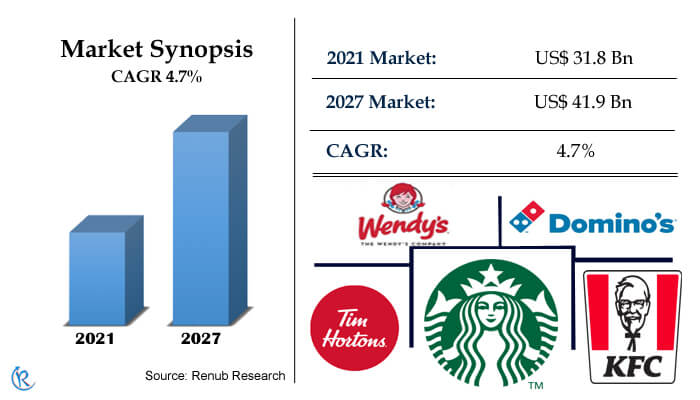 Market Synopsis
CAGR 4.7%
2021
2027
Source: Renub Research
2021 Market: US$ 31.8 Bn
2027 Market: US$ 41.9 Bn
CAGR: 4.7%
Wendy's
THE WENDY'S COMPANY
Domino's
Tim
Hortons.
TM
KFC